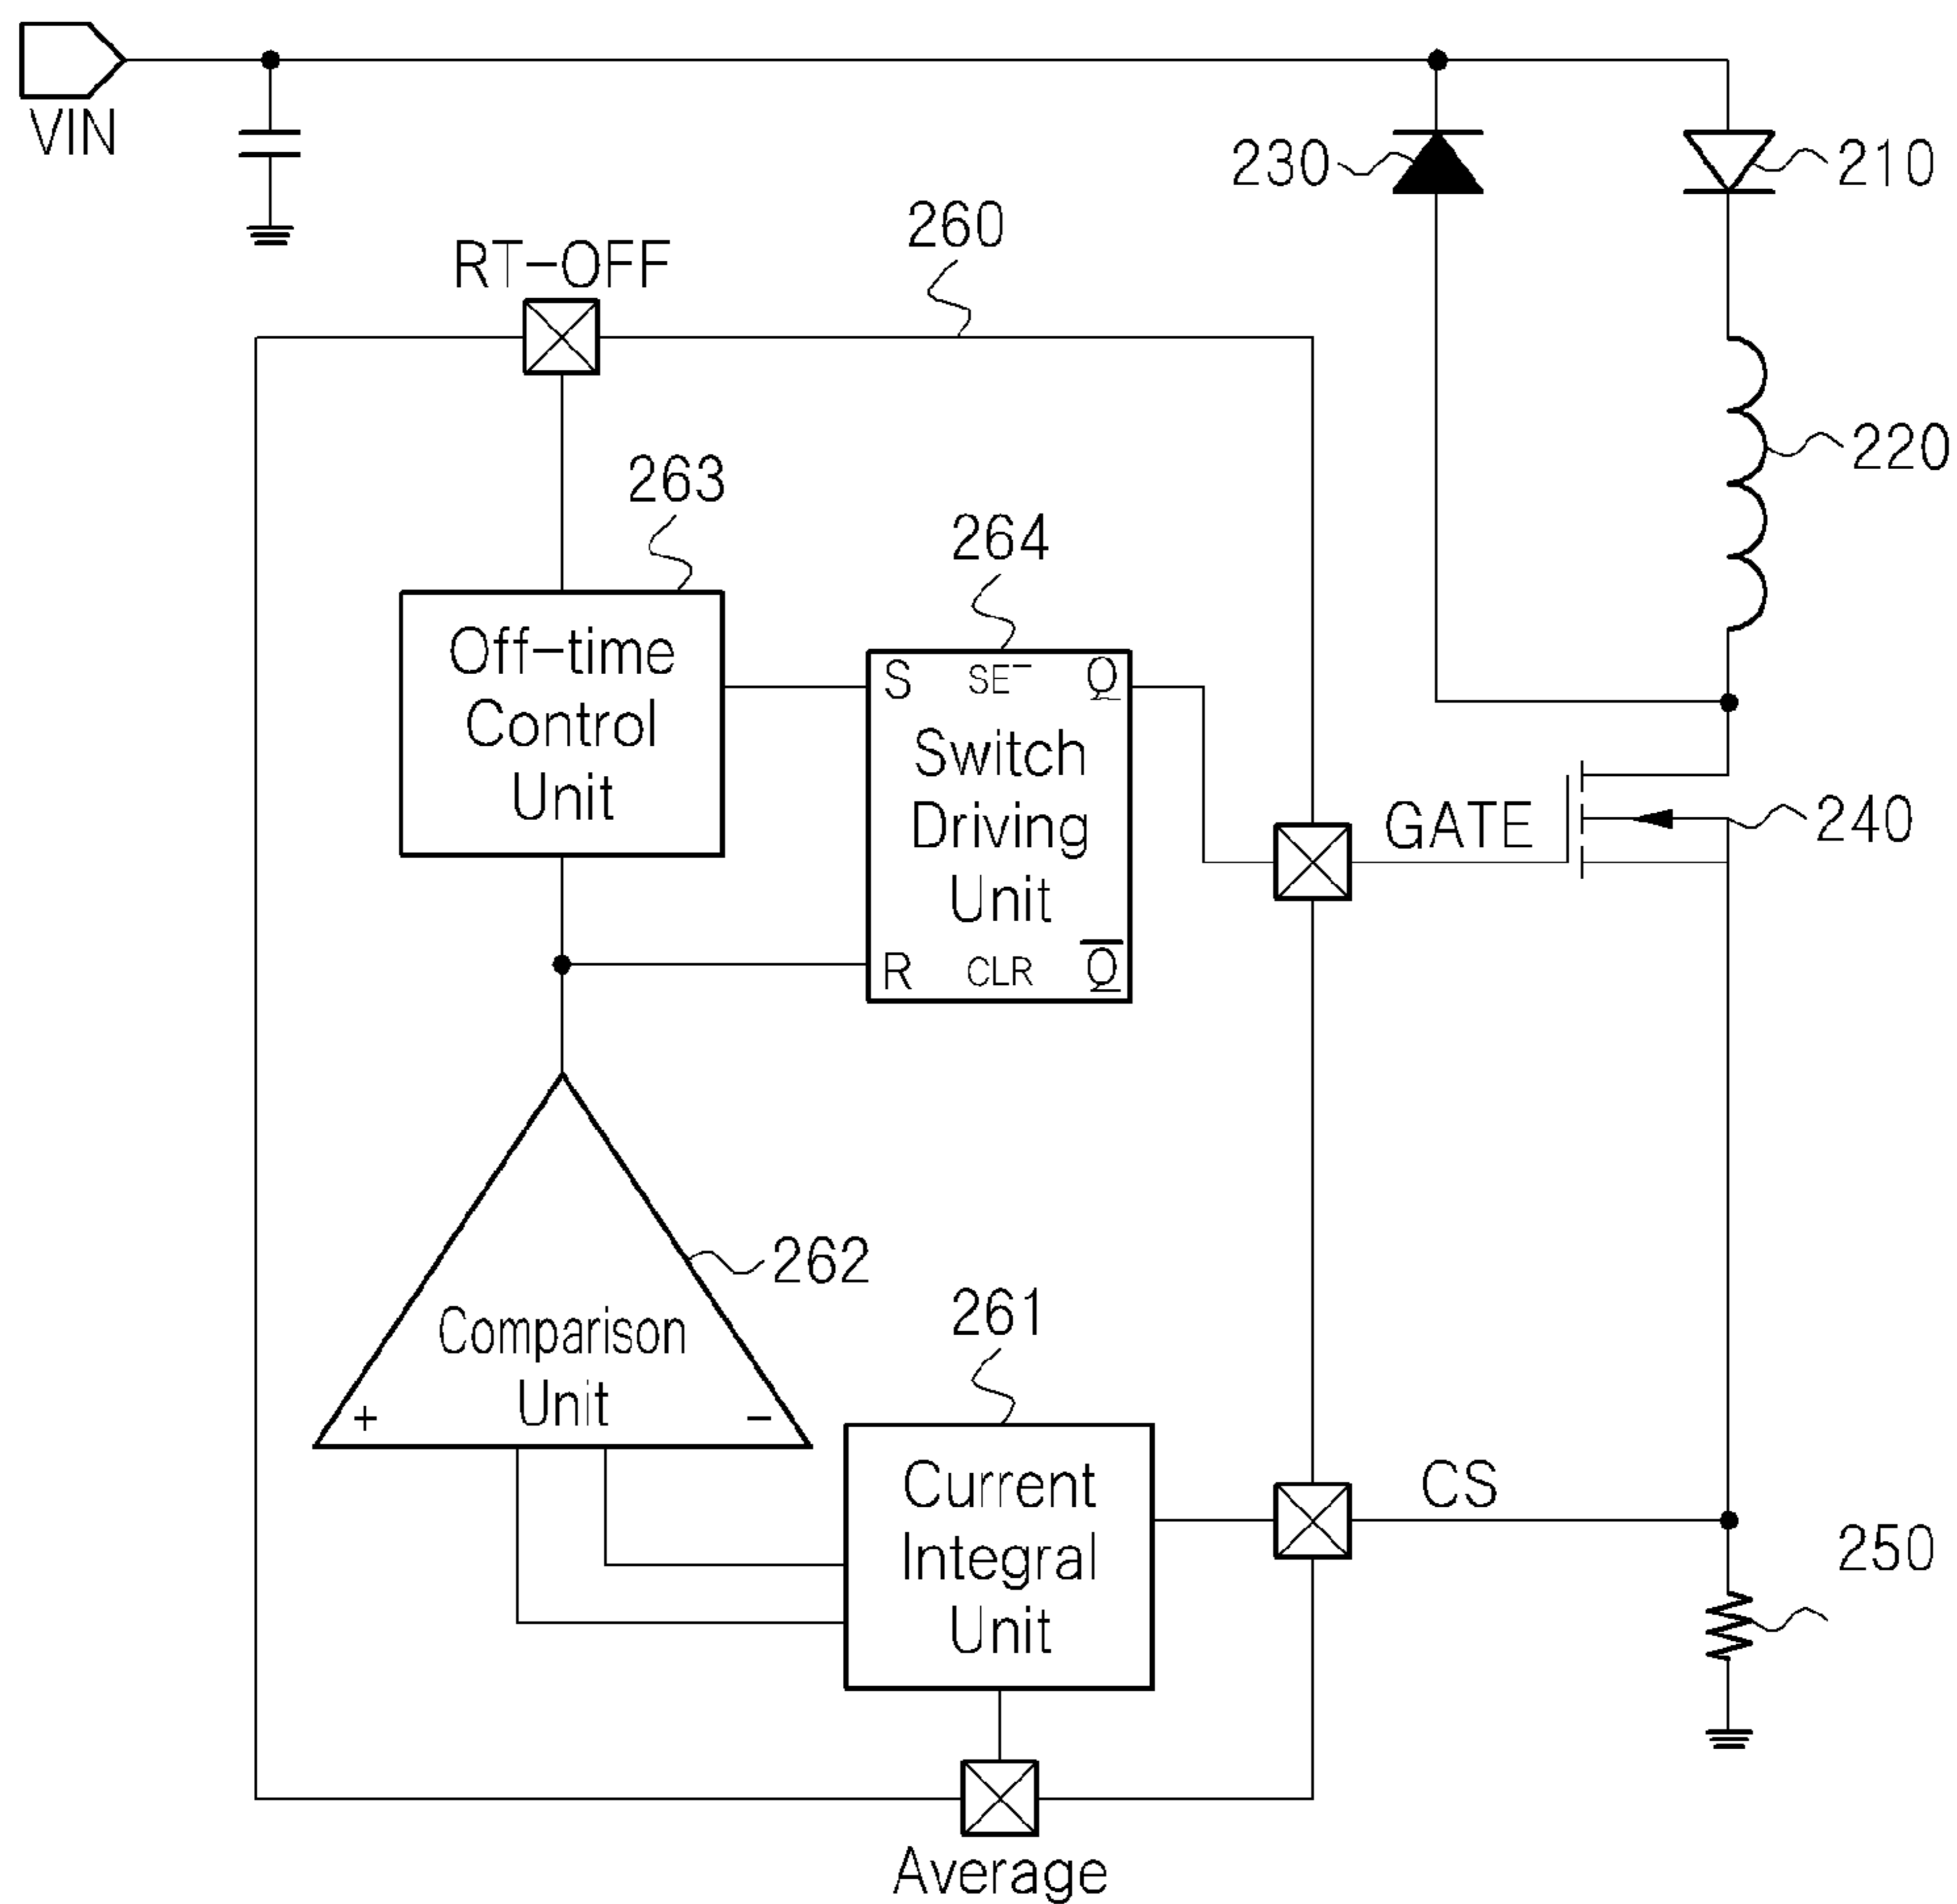 VIN
230
210
260
RT-OFF
220
263
264
Off-time
Control
Unit
S SET Q
Switch
Driving
Unit
R CLR Q
GATE
240
262
Comparison
Unit
+ −
261
Current
Integral
Unit
CS
250
Average